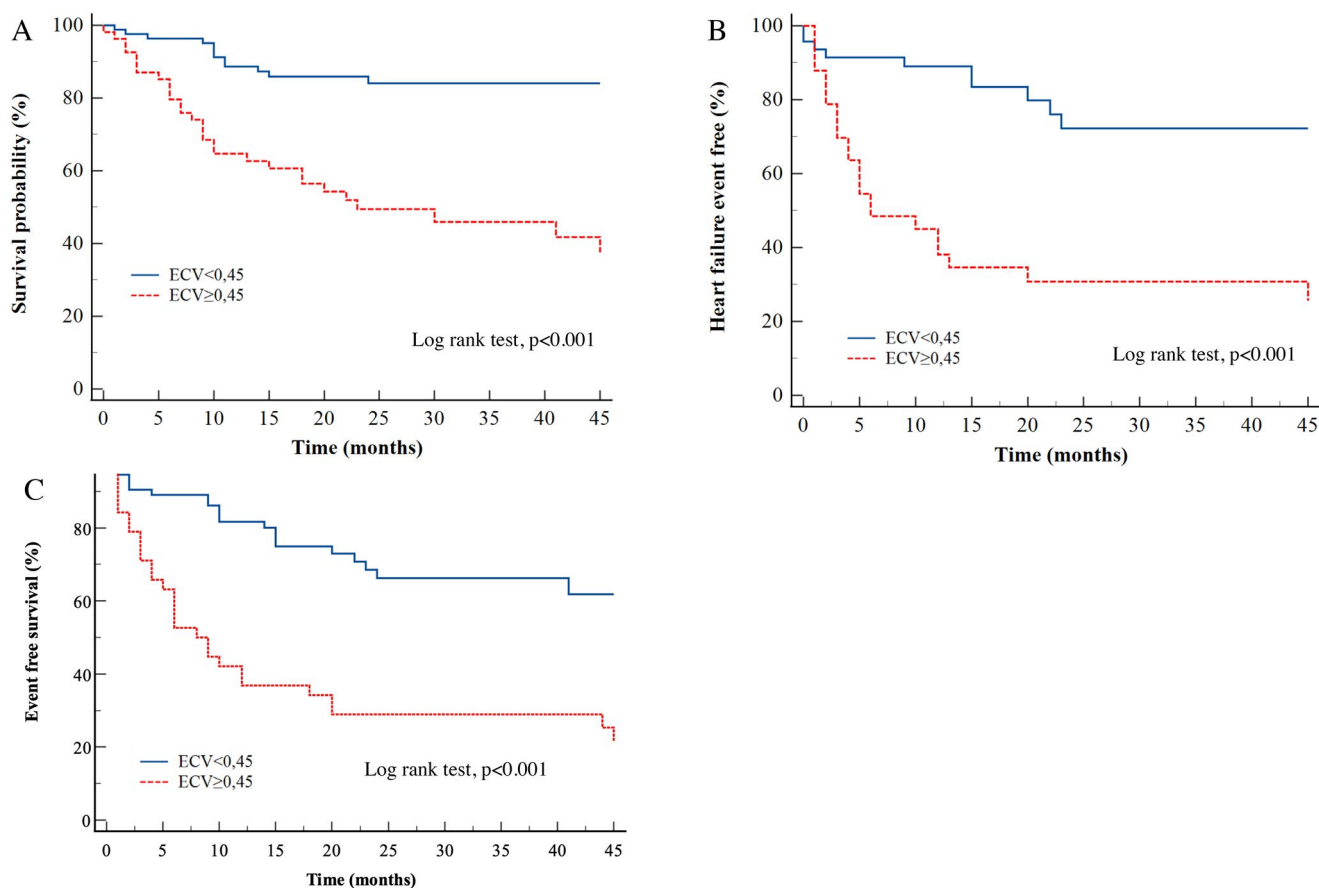 A
Survival probability (%)
100
80
60
40
20
0
ECV<0,45
ECV≥0,45
Log rank test, p<0.001
0 5 10 15 20 25 30 35 40 45
Time (months)
B
Heart failure event free (%)
100
80
60
40
20
0
ECV<0,45
ECV≥0,45
Log rank test, p<0.001
0 5 10 15 20 25 30 35 40 45
Time (months)
C
Event free survival (%)
80
60
40
20
0
ECV<0,45
ECV≥0,45
Log rank test, p<0.001
0 5 10 15 20 25 30 35 40 45
Time (months)